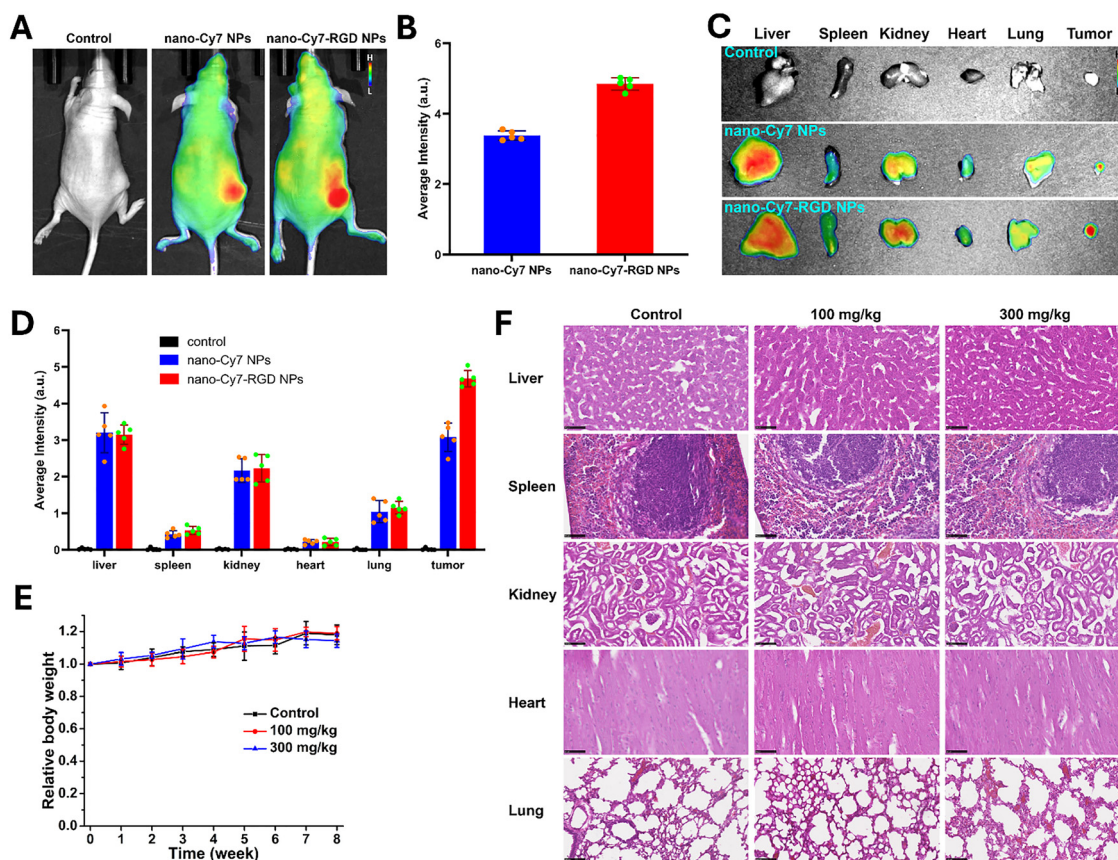 A
Control
nano-Cy7 NPs
nano-Cy7-RGD NPs
H
L
B
Average Intensity (a.u.)
6
4
2
0
nano-Cy7 NPs
nano-Cy7-RGD NPs
C
Liver Spleen Kidney Heart Lung Tumor
Control
nano-Cy7 NPs
nano-Cy7-RGD NPs
D
Average Intensity (a.u.)
6
5
4
3
2
1
0
control
nano-Cy7 NPs
nano-Cy7-RGD NPs
liver spleen kidney heart lung tumor
E
Relative body weight
1.2
1.0
0.8
0.6
0.4
0.2
0.0
Control
100 mg/kg
300 mg/kg
0 1 2 3 4 5 6 7 8
Time (week)
F
Control 100 mg/kg 300 mg/kg
Liver
Spleen
Kidney
Heart
Lung